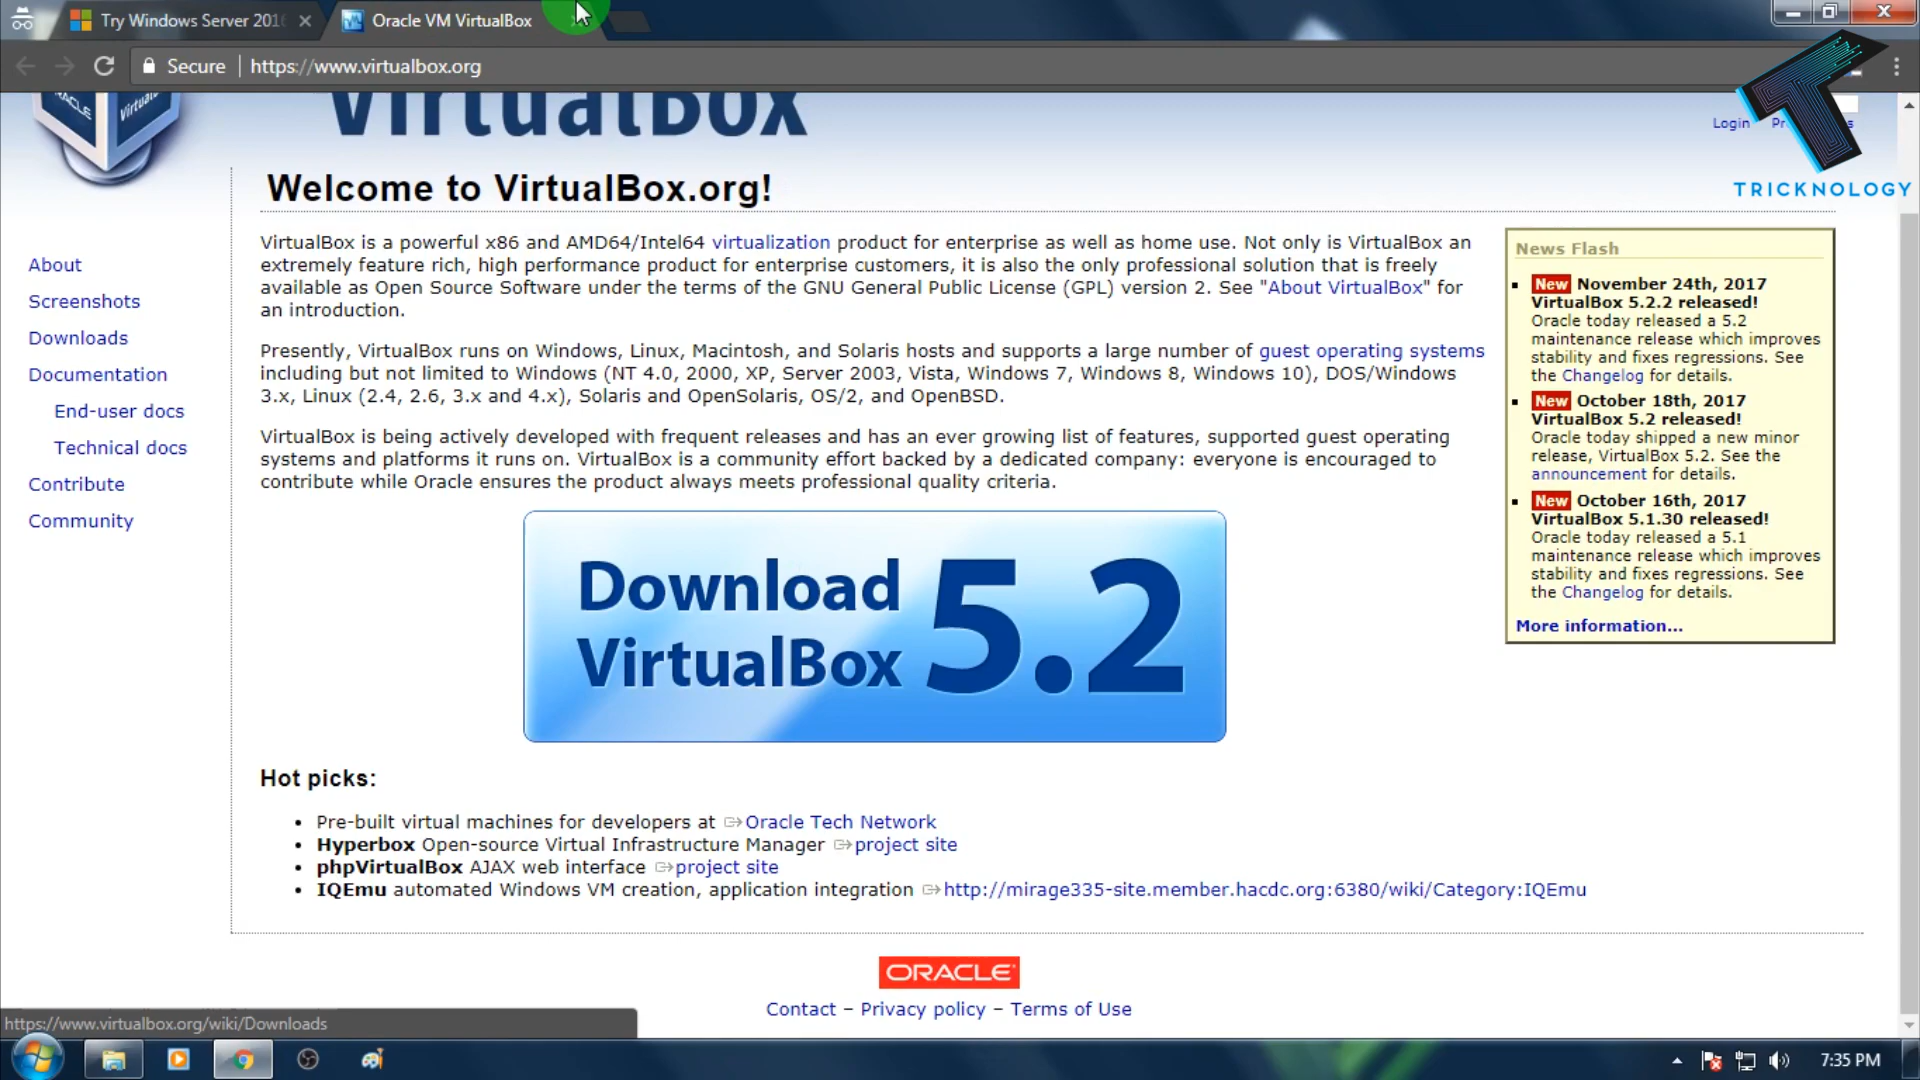 Try Windows Server 201
Oracle VM VirtualBox
Secure
https://www.virtualbox.org
ORACLE
VirtualBox
Login
TRICKNOLOGY
Welcome to VirtualBox.org!
About
Screenshots
Downloads
Documentation
End-user docs
Technical docs
Contribute
Community
VirtualBox is a powerful x86 and AMD64/Intel64 virtualization product for enterprise as well as home use. Not only is VirtualBox an
extremely feature rich, high performance product for enterprise customers, it is also the only professional solution that is freely
available as Open Source Software under the terms of the GNU General Public License (GPL) version 2. See "About VirtualBox" for
an introduction.
Presently, VirtualBox runs on Windows, Linux, Macintosh, and Solaris hosts and supports a large number of guest operating systems
including but not limited to Windows (NT 4.0, 2000, XP, Server 2003, Vista, Windows 7, Windows 8, Windows 10), DOS/Windows
3.x, Linux (2.4, 2.6, 3.x and 4.x), Solaris and OpenSolaris, OS/2, and OpenBSD.
VirtualBox is being actively developed with frequent releases and has an ever growing list of features, supported guest operating
systems and platforms it runs on. VirtualBox is a community effort backed by a dedicated company: everyone is encouraged to
contribute while Oracle ensures the product always meets professional quality criteria.
Download
VirtualBox
5.2
News Flash
New November 24th, 2017
VirtualBox 5.2.2 released!
Oracle today released a 5.2
maintenance release which improves
stability and fixes regressions. See
the Changelog for details.
New October 18th, 2017
VirtualBox 5.2 released!
Oracle today shipped a new minor
release, VirtualBox 5.2. See the
announcement for details.
New October 16th, 2017
VirtualBox 5.1.30 released!
Oracle today released a 5.1
maintenance release which improves
stability and fixes regressions. See
the Changelog for details.
More information...
Hot picks:
Pre-built virtual machines for developers at Oracle Tech Network
Hyperbox Open-source Virtual Infrastructure Manager project site
phpVirtualBox AJAX web interface project site
IQEmu automated Windows VM creation, application integration http://mirage335-site.member.hacdc.org:6380/wiki/Category:IQEmu
ORACLE
Contact – Privacy policy – Terms of Use
https://www.virtualbox.org/wiki/Downloads
7:35 PM